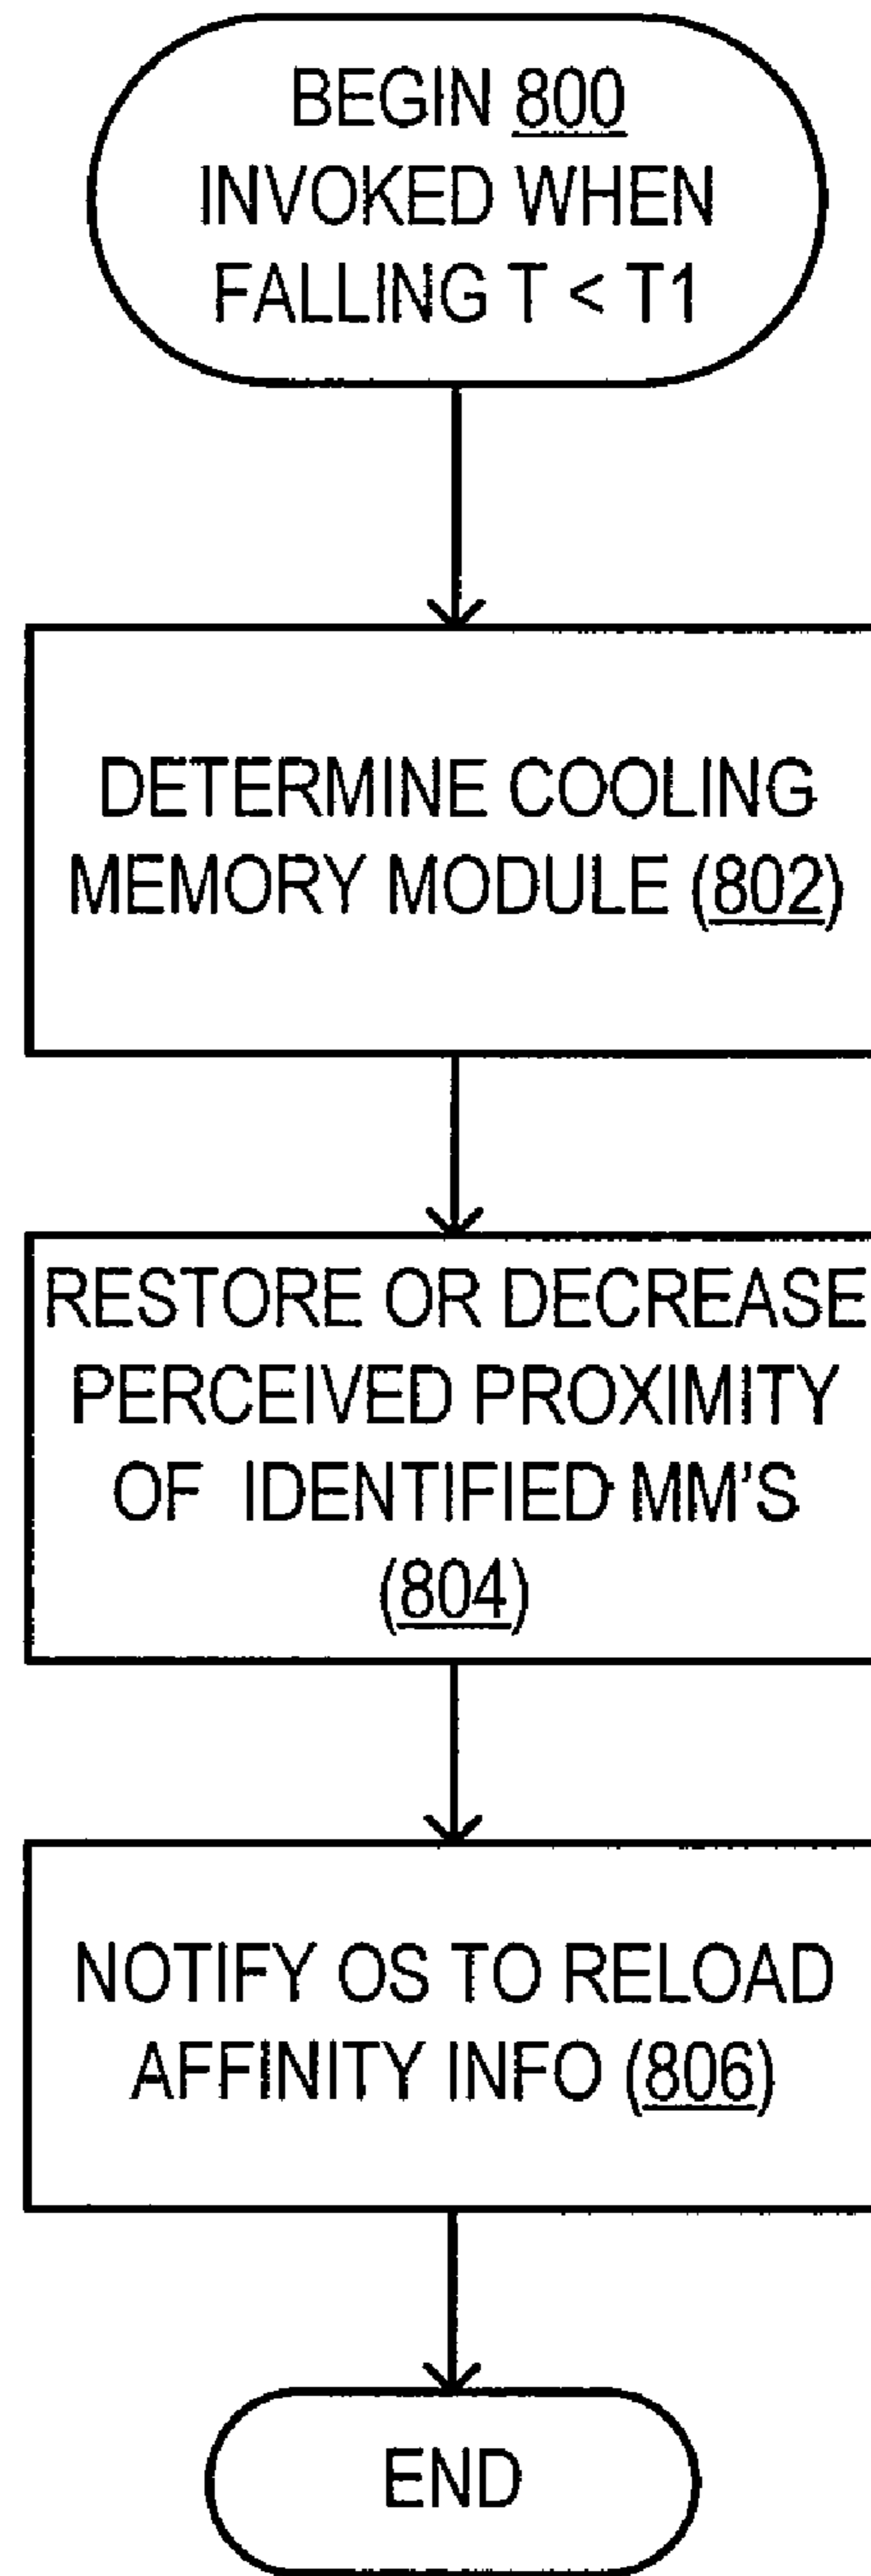 BEGIN 800
INVOKED WHEN
FALLING T < T1
DETERMINE COOLING
MEMORY MODULE (802)
RESTORE OR DECREASE
PERCEIVED PROXIMITY
OF IDENTIFIED MM'S
(804)
NOTIFY OS TO RELOAD
AFFINITY INFO (806)
END